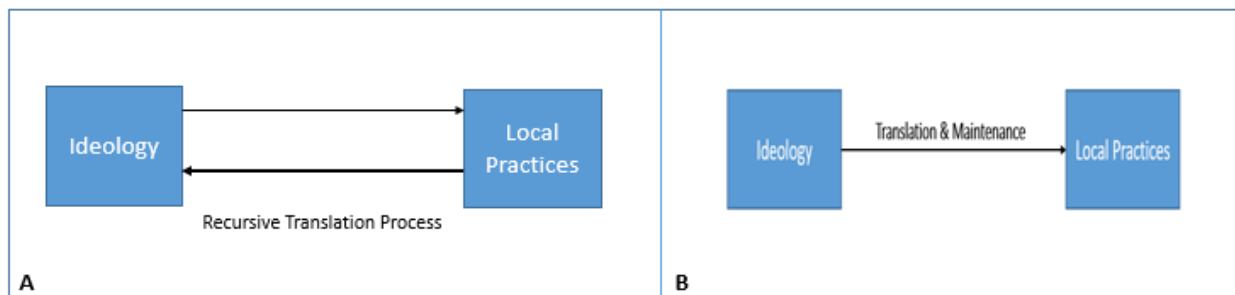 Ideology
Local
Practices
Recursive Translation Process
A
Ideology
Translation & Maintenance
Local Practices
B